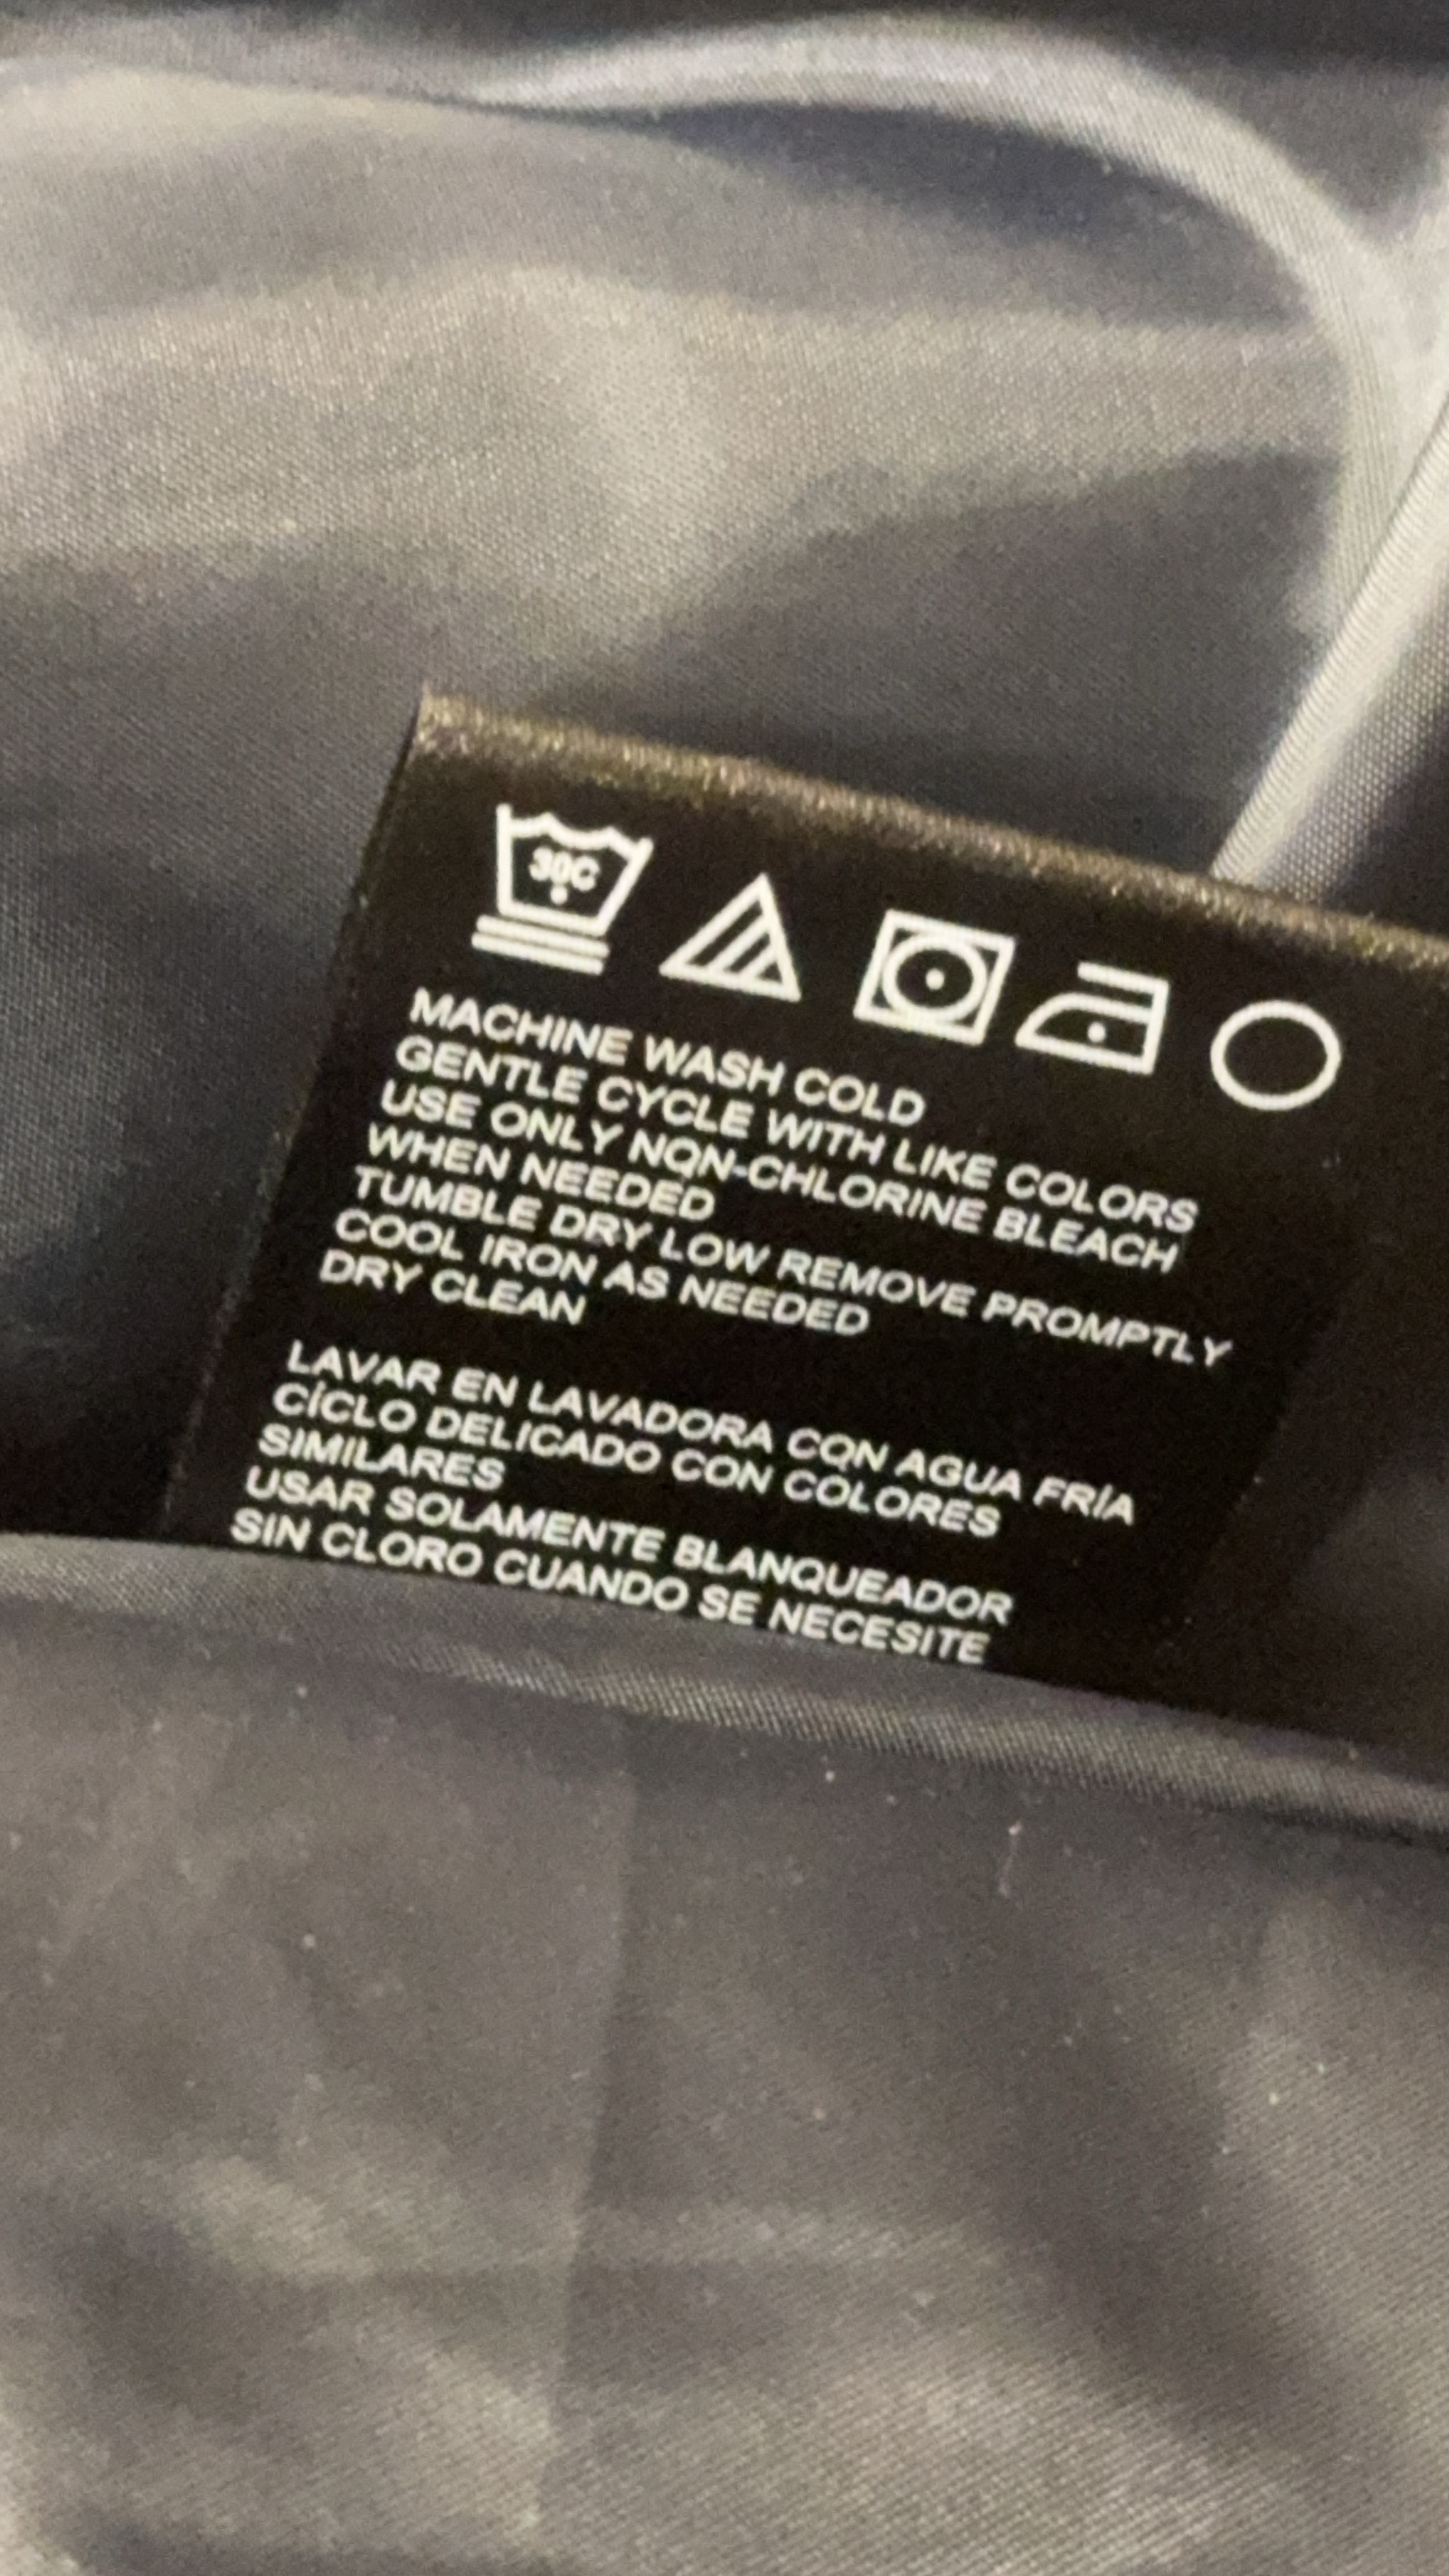 30C
MACHINE WASH COLD
GENTLE CYCLE WITH LIKE COLORS
USE ONLY NON-CHLORINE BLEACH
WHEN NEEDED
TUMBLE DRY LOW REMOVE PROMPTLY
COOL IRON AS NEEDED
DRY CLEAN
LAVAR EN LAVADORA CON AGUA FRÍA
CÍCLO DELICADO CON COLORES
SIMILARES
USAR SOLAMENTE BLANQUEADOR
SIN CLORO CUANDO SE NECESITE